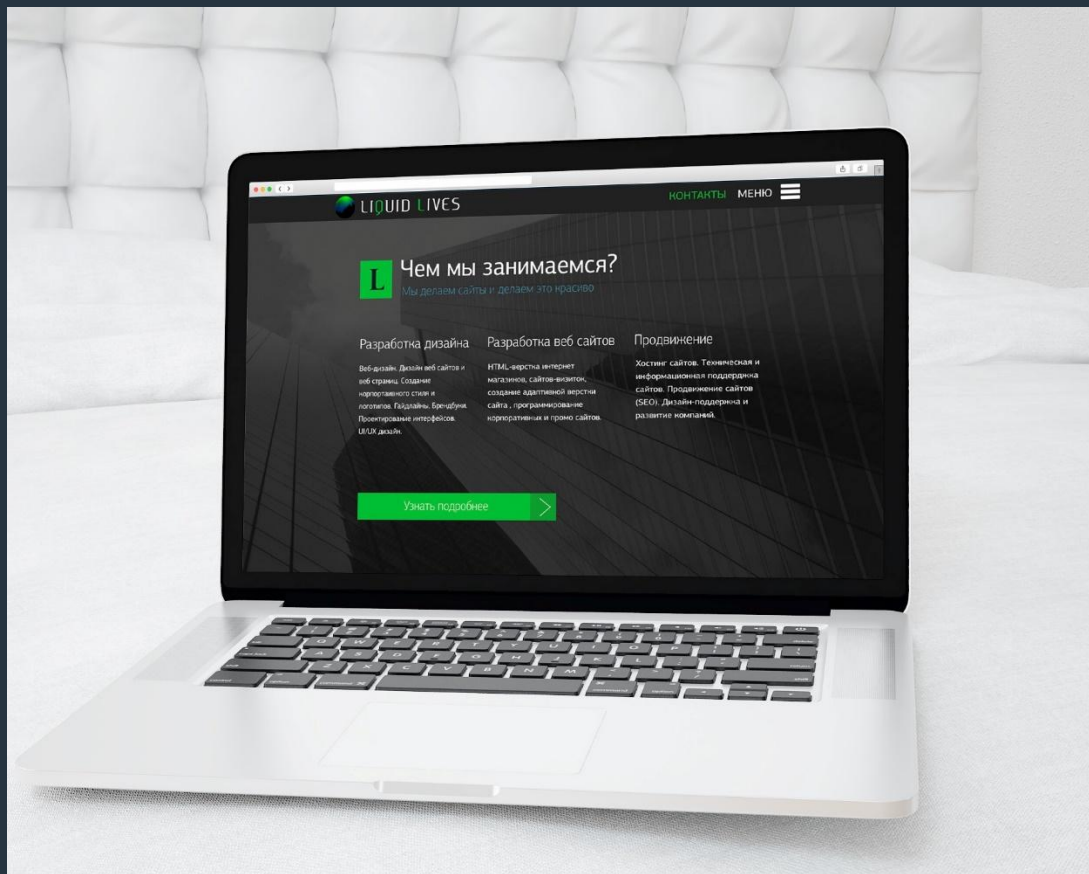 LIQUID LIVES
КОНТАКТЫ МЕНЮ
L
Чем мы занимаемся?
Мы делаем сайты и делаем это красиво
Разработка дизайна
Веб-дизайн. Дизайн веб сайтов и
веб страниц. Создание
корпоративного стиля и
логотипов. Гайдлайны. Брендбуки.
Проектирование интерфейсов.
UI/UX дизайн.
Разработка веб сайтов
HTML-верстка интернет
магазинов, сайтов-визиток,
создание адаптивной верстки
сайта , программирование
корпоративных и промо сайтов.
Продвижение
Хостинг сайтов. Техническая и
информационная поддержка
сайтов. Продвижение сайтов
(SEO). Дизайн-поддержка и
развитие компаний.
Узнать подробнее